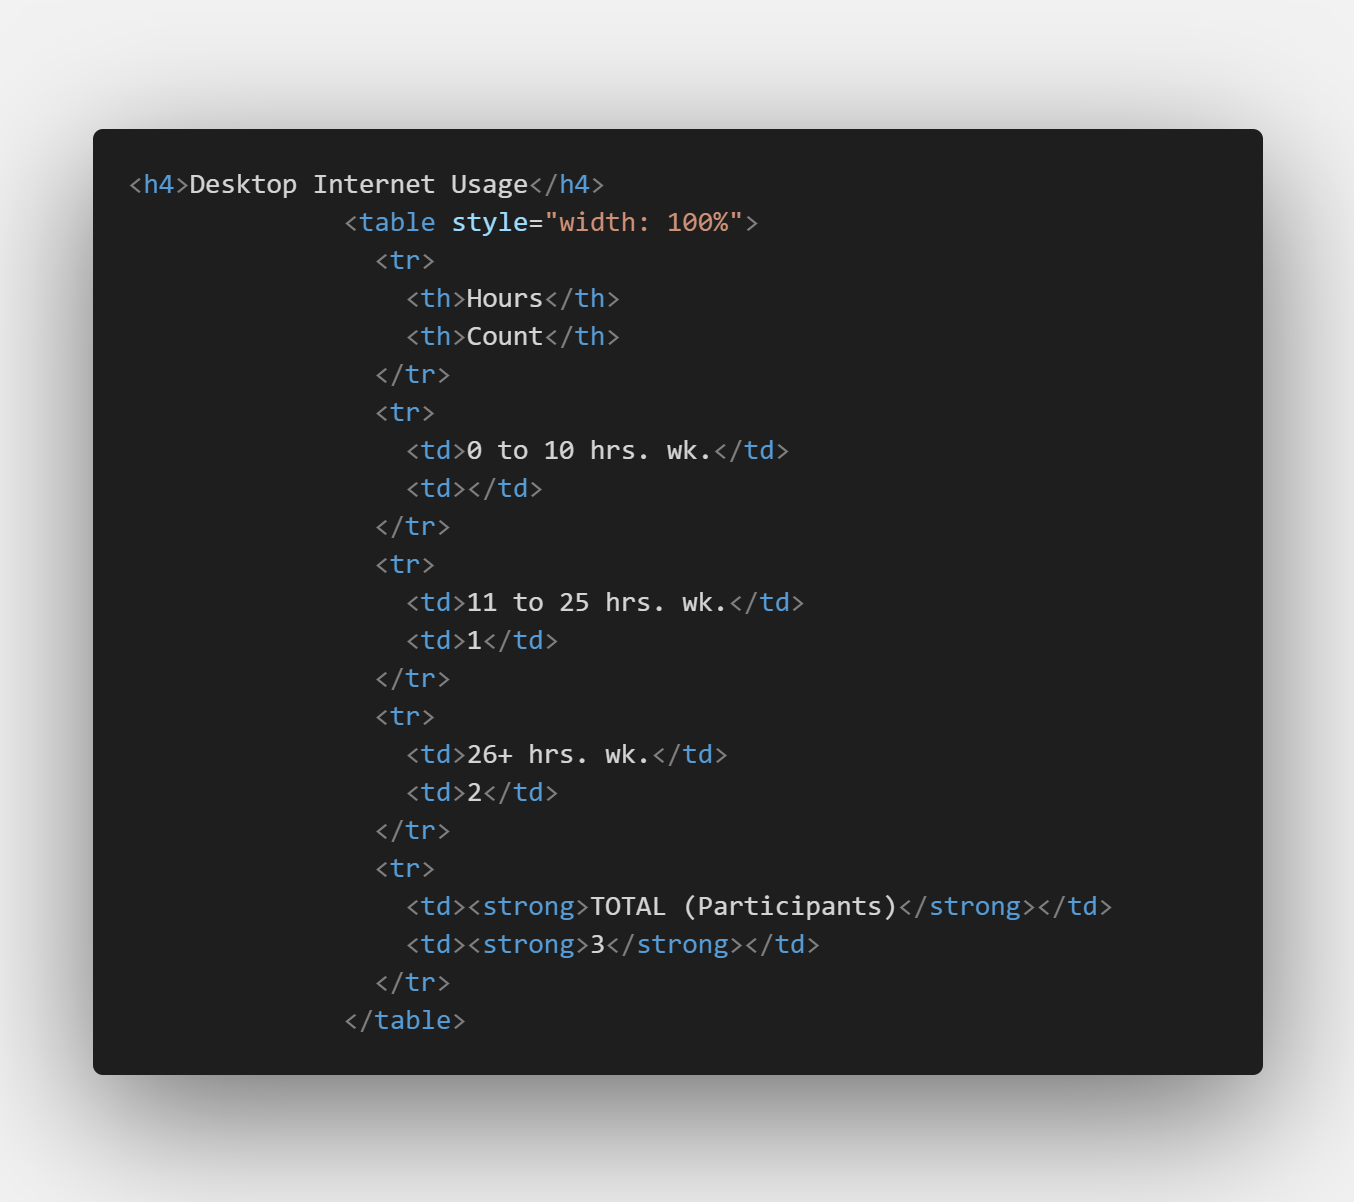 <h4>Desktop Internet Usage</h4>
<table style="width: 100%">
<tr>
<th>Hours</th>
<th>Count</th>
</tr>
<tr>
<td>0 to 10 hrs. wk.</td>
<td></td>
</tr>
<tr>
<td>11 to 25 hrs. wk.</td>
<td>1</td>
</tr>
<tr>
<td>26+ hrs. wk.</td>
<td>2</td>
</tr>
<tr>
<td><strong>TOTAL (Participants)</strong></td>
<td><strong>3</strong></td>
</tr>
</table>